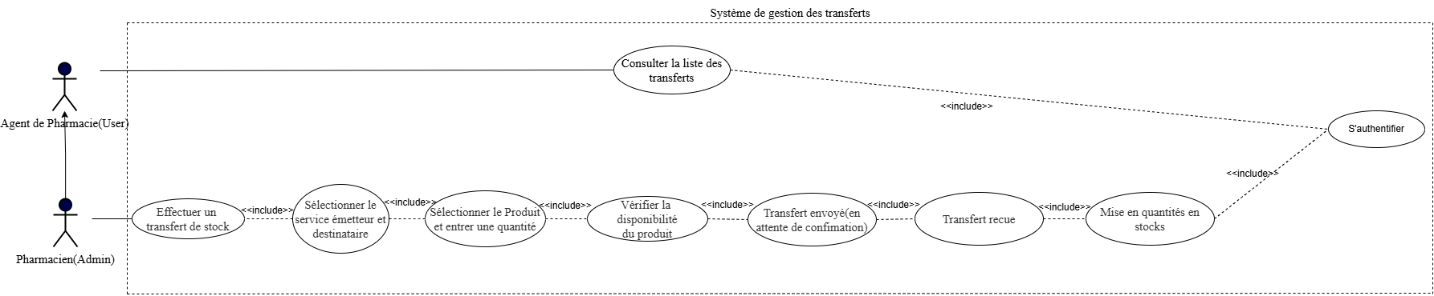 Système de gestion des transferts
Consulter la liste des
transferts
<<include>>
S'authentifier
Agent de Pharmacie(User)
<<include>>
Effectuer un
transfert de stock
<<include>>
Sélectionner le
service émetteur et
destinataire
<<include>>
Sélectionner le Produit
et entrer une quantité
<<include>>
Vérifier la
disponibilité
du produit
<<include>>
Transfert envoyé(en
attente de confimation)
<<include>>
Transfert recue
<<include>>
Mise en quantités en
stocks
Pharmacien(Admin)